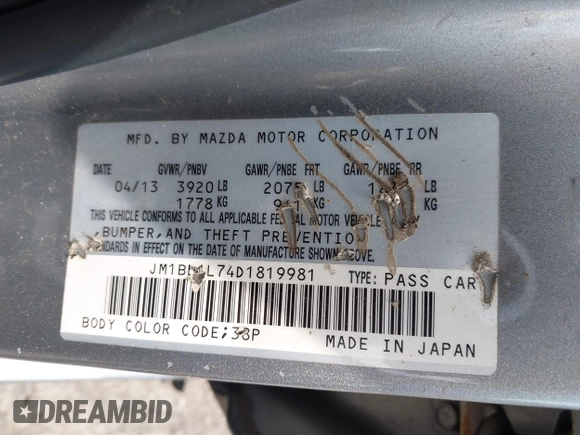 MFD. BY MAZDA MOTOR CORPORATION
DATE GVWR/PNBV GAWR/PNBE FRT GAWR/PNBE RR
04/13 3920 LB LB LB
1778 KG KG KG
THIS VEHICLE CONFORMS TO ALL APPLICABLE FEDERAL MOTOR VEHICLE
BUMPER, AND THEFT PREVENTION
STANDARDS IN EFFECT ON THE DATE OF MANUFACTURE SHOWN ABOVE.
TYPE: PASS CAR
BODY COLOR CODE; 38P
MADE IN JAPAN
DREAMBID